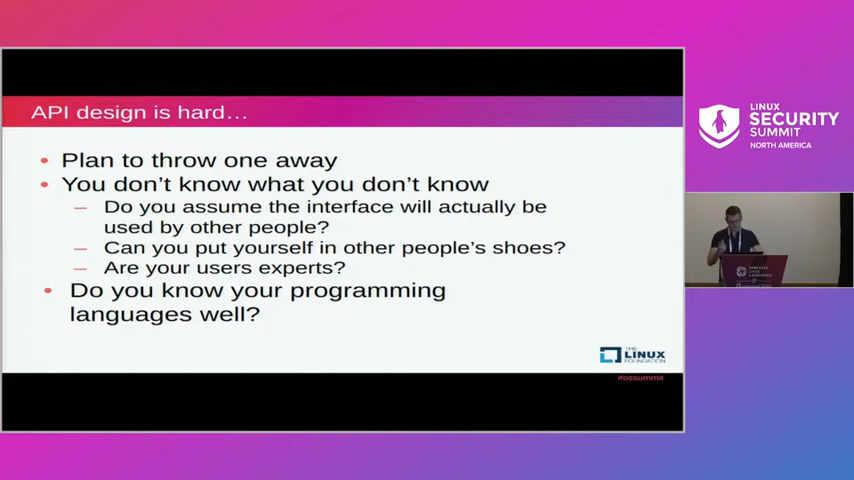 API design is hard…
• Plan to throw one away
• You don’t know what you don’t know
– Do you assume the interface will actually be
used by other people?
– Can you put yourself in other people’s shoes?
– Are your users experts?
• Do you know your programming
languages well?
THE
LINUX
FOUNDATION
#ossummit
LINUX
SECURITY
SUMMIT
NORTH AMERICA